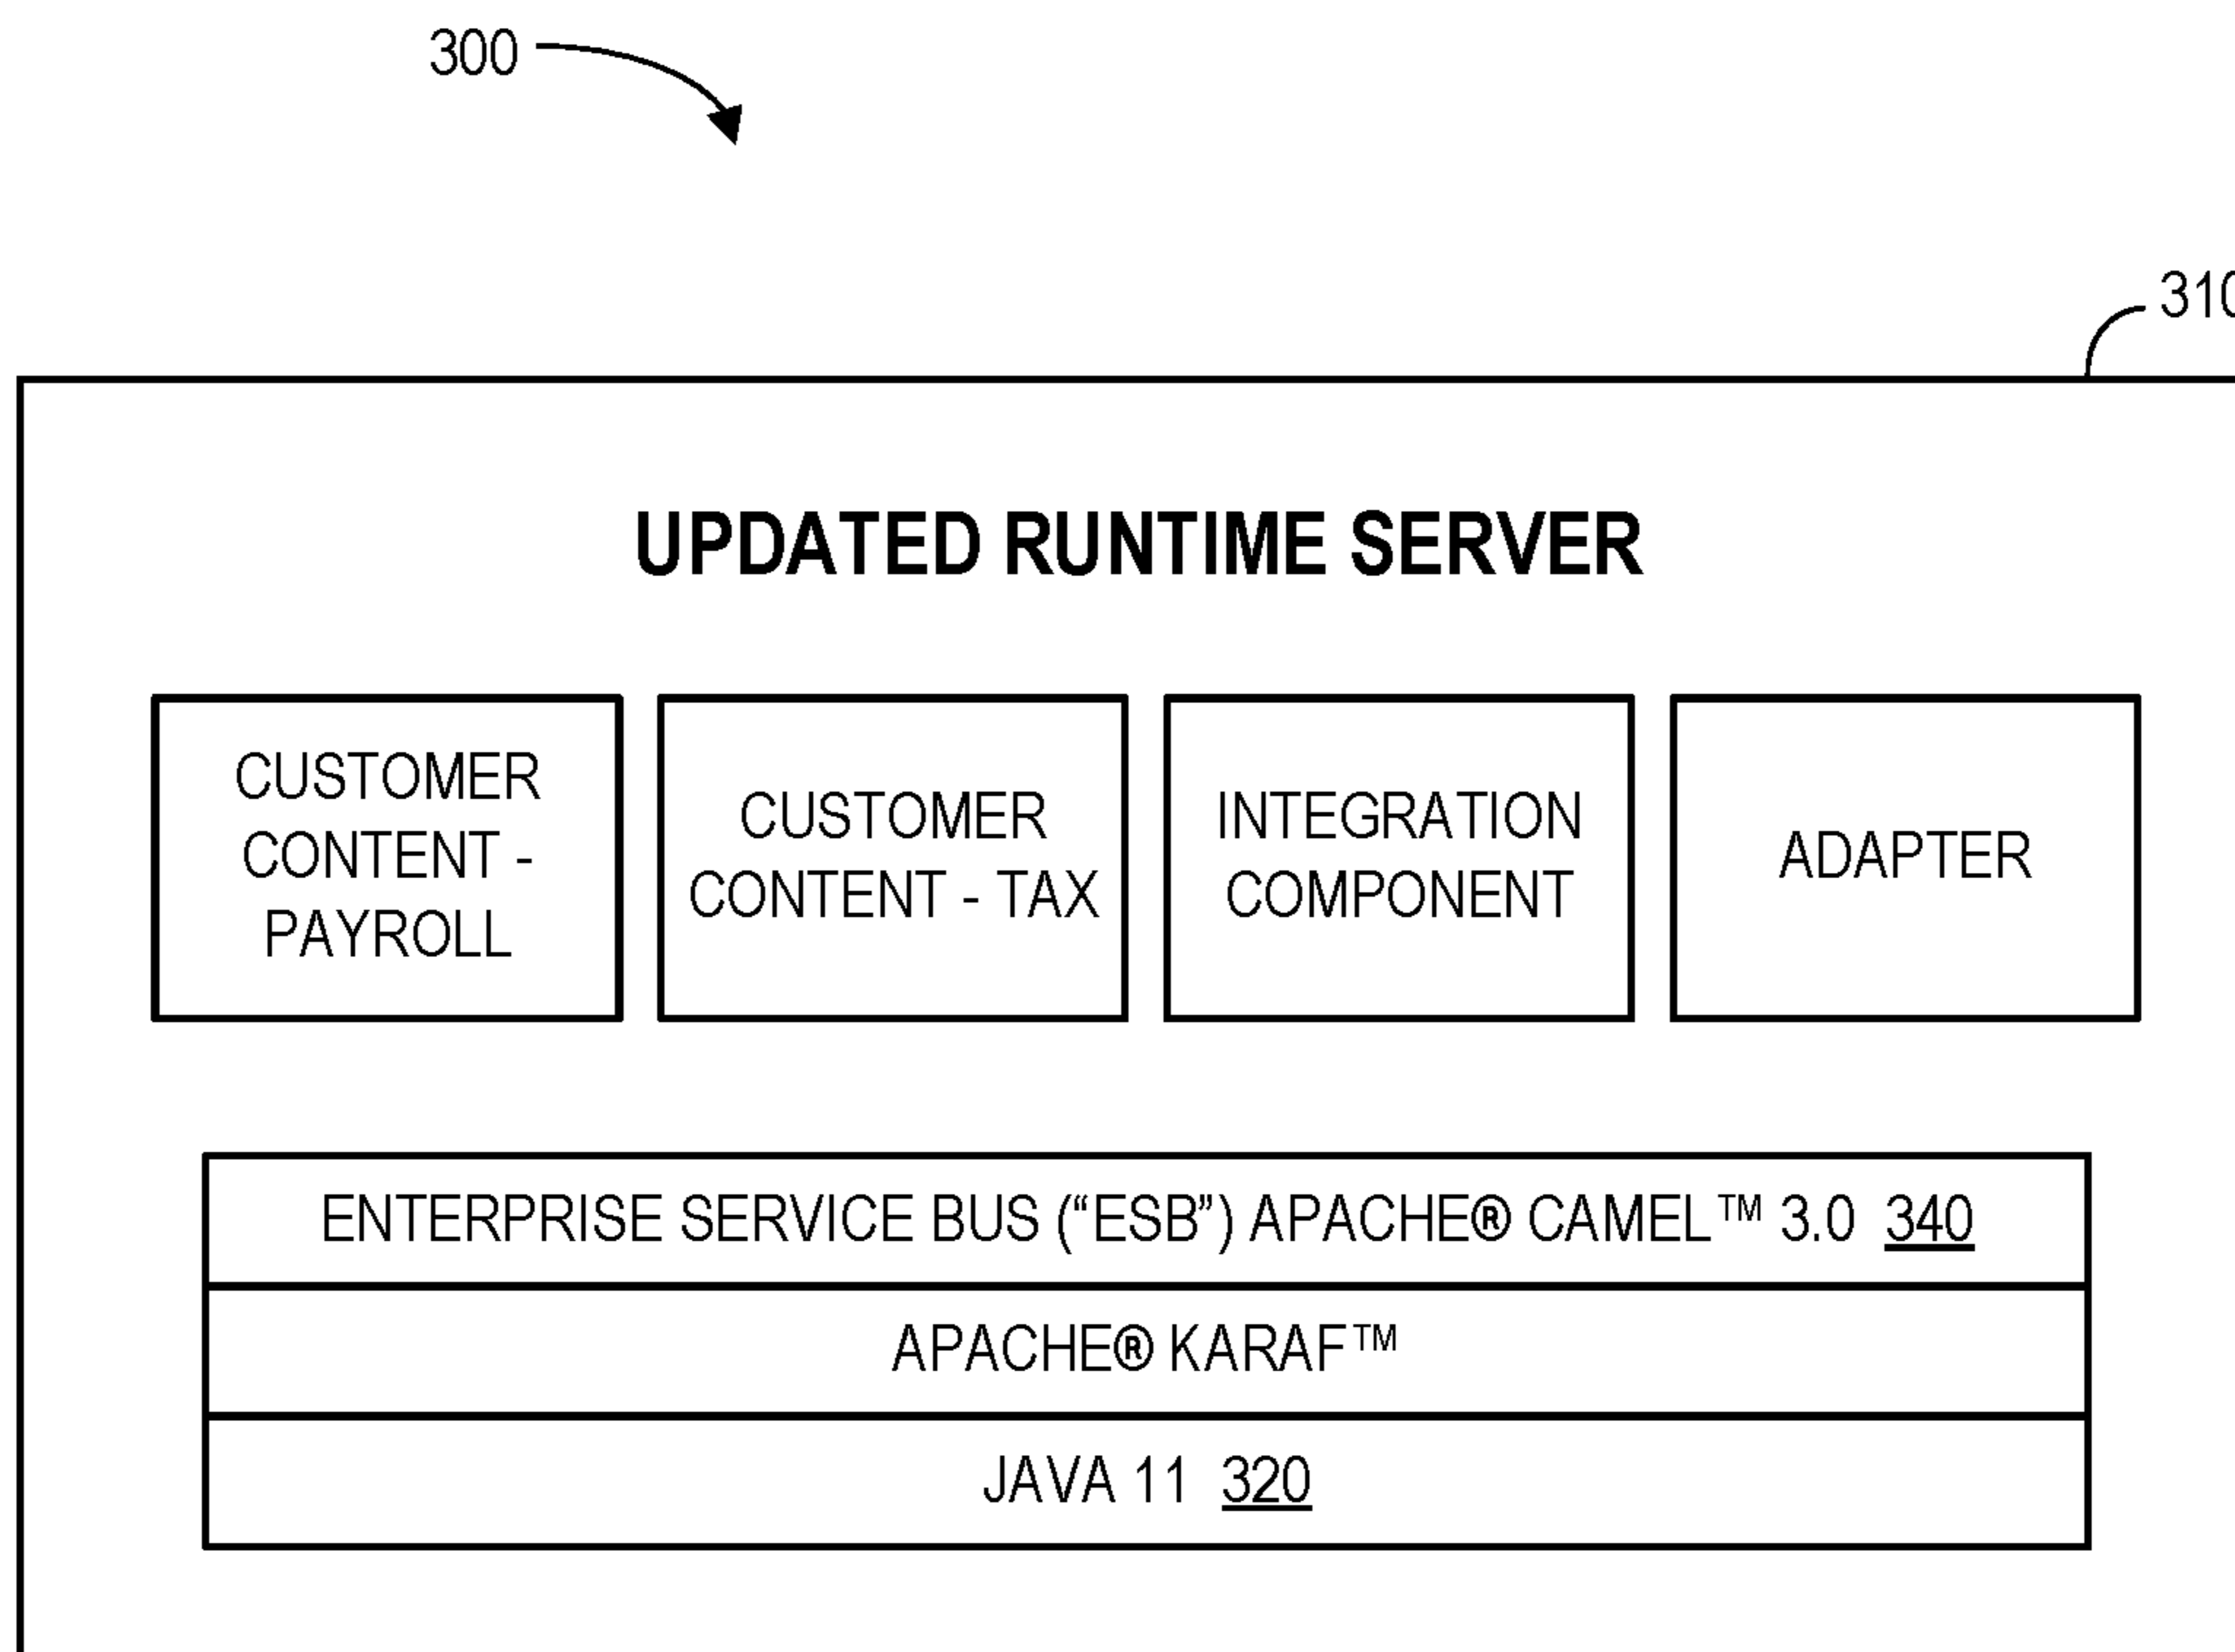 300
310
UPDATED RUNTIME SERVER
CUSTOMER
CONTENT -
PAYROLL
CUSTOMER
CONTENT - TAX
INTEGRATION
COMPONENT
ADAPTER
ENTERPRISE SERVICE BUS (“ESB”) APACHE® CAMEL™ 3.0 340
APACHE® KARAF™
JAVA 11 320